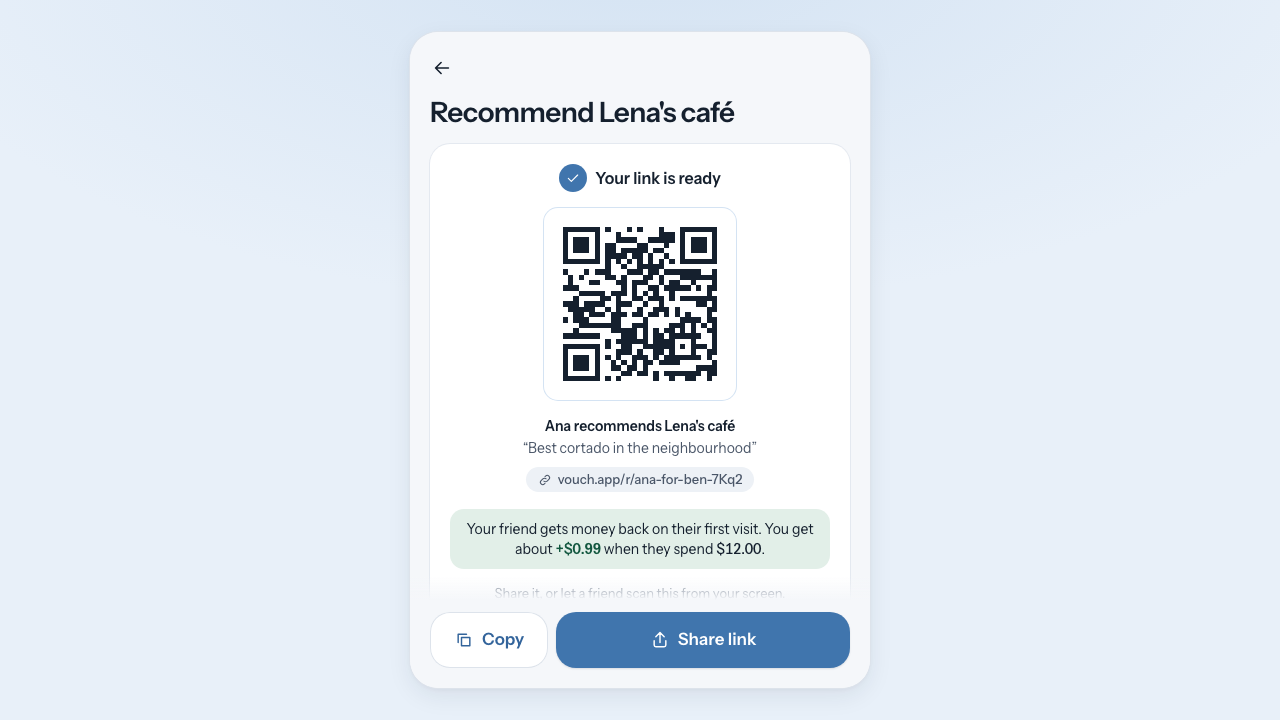 Recommend Lena's café
Your link is ready
Ana recommends Lena's café
“Best cortado in the neighbourhood”
vouch.app/r/ana-for-ben-7Kq2
Your friend gets money back on their first visit. You get
about +$0.99 when they spend $12.00.
Share it, or let a friend scan this from your screen.
Copy
Share link